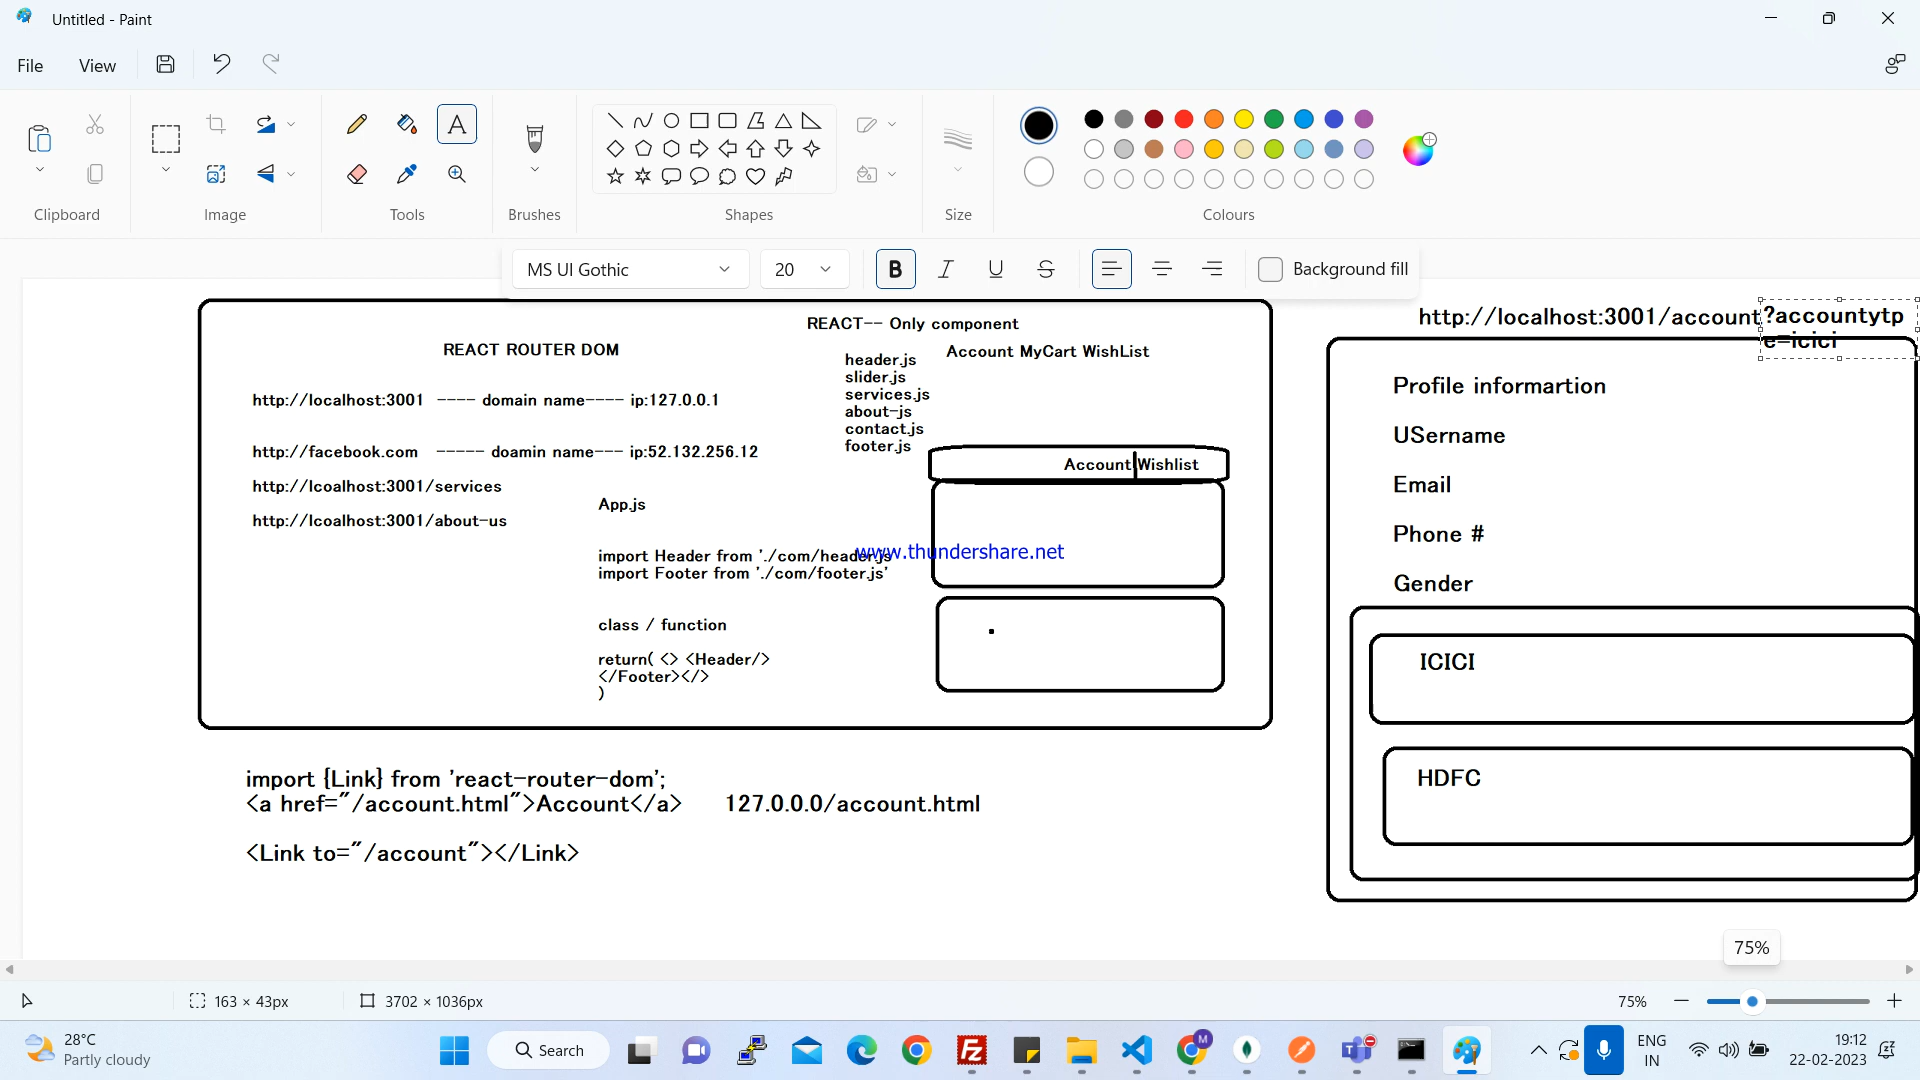 Untitled - Paint
File
View
Clipboard
Image
Tools
Brushes
Shapes
Size
Colours
MS UI Gothic
20
B
Background fill
REACT-- Only component
REACT ROUTER DOM
header.js
slider.js
services.js
about-js
contact.js
footer.js
Account MyCart WishList
http://localhost:3001 ---- domain name---- ip:127.0.0.1
http://facebook.com ----- doamin name--- ip:52.132.256.12
http://lcoalhost:3001/services
http://lcoalhost:3001/about-us
Account Wishlist
App.js
import Header from './com/header.js'
import Footer from './com/footer.js'
www.thundershare.net
class / function
return( <> <Header/>
</Footer></>
)
import {Link} from 'react-router-dom';
<a href="/account.html">Account</a> 127.0.0.0/account.html
<Link to="/account"></Link>
http://localhost:3001/account?accountytp
e=icici
Profile informartion
USername
Email
Phone #
Gender
ICICI
HDFC
75%
163 × 43px
3702 × 1036px
75%
28°C
Partly cloudy
Search
M
ENG
IN
19:12
22-02-2023